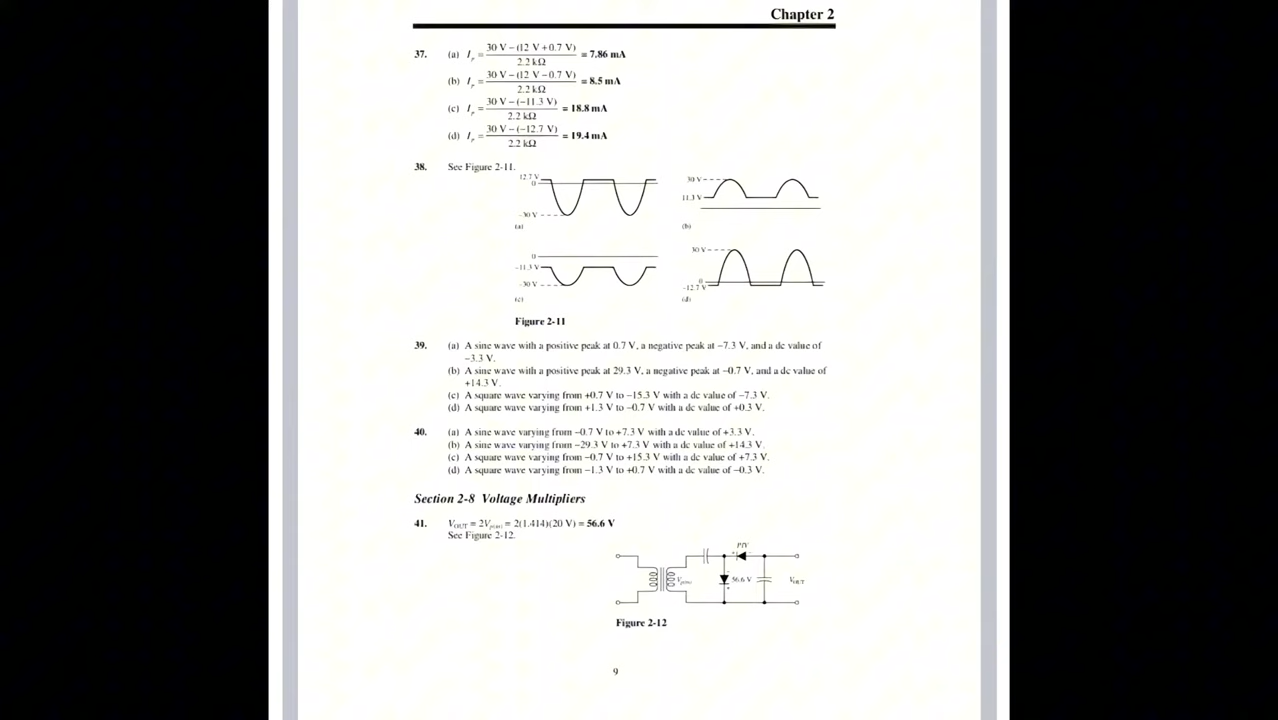 Chapter 2
37. (a) I_p = 30 V – (12 V + 0.7 V) / 2.2 kΩ = 7.86 mA
(b) I_p = 30 V – (12 V – 0.7 V) / 2.2 kΩ = 8.5 mA
(c) I_p = 30 V – (–11.3 V) / 2.2 kΩ = 18.8 mA
(d) I_p = 30 V – (–12.7 V) / 2.2 kΩ = 19.4 mA
38. See Figure 2-11.
12.7 V
0
–30 V
(a)
30 V
11.3 V
(b)
0
–11.3 V
–30 V
(c)
30 V
0
–12.7 V
(d)
Figure 2-11
39. (a) A sine wave with a positive peak at 0.7 V, a negative peak at –7.3 V, and a dc value of
–3.3 V.
(b) A sine wave with a positive peak at 29.3 V, a negative peak at –0.7 V, and a dc value of
+14.3 V.
(c) A square wave varying from +0.7 V to –15.3 V with a dc value of –7.3 V.
(d) A square wave varying from +1.3 V to –0.7 V with a dc value of +0.3 V.
40. (a) A sine wave varying from –0.7 V to +7.3 V with a dc value of +3.3 V.
(b) A sine wave varying from –29.3 V to +7.3 V with a dc value of +14.3 V.
(c) A square wave varying from –0.7 V to +15.3 V with a dc value of +7.3 V.
(d) A square wave varying from –1.3 V to +0.7 V with a dc value of –0.3 V.
Section 2-8 Voltage Multipliers
41. V_OUT = 2V_p(in) = 2(1.414)(20 V) = 56.6 V
See Figure 2-12.
PIV
V_p(in)
56.6 V
V_OUT
Figure 2-12
9